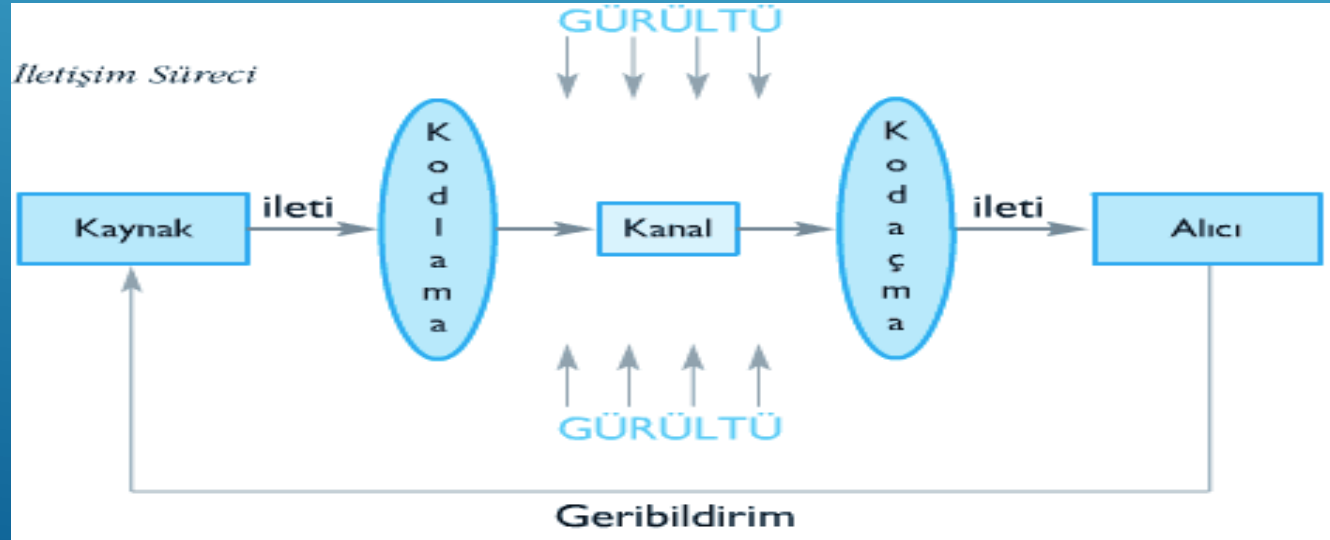 GÜRÜLTÜ
İletişim Süreci
Kaynak
ileti
Kodlama
Kanal
Kodaçma
ileti
Alıcı
GÜRÜLTÜ
Geribildirim